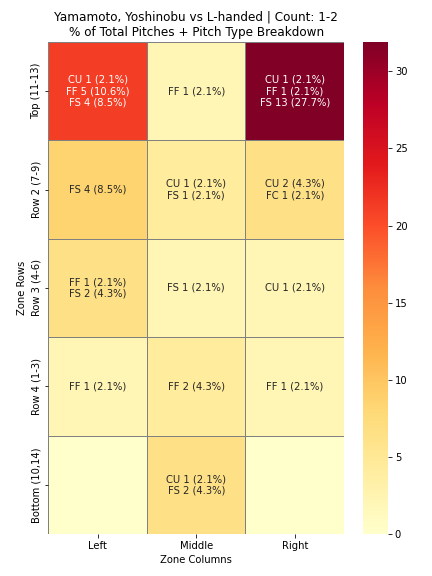 Yamamoto, Yoshinobu vs L-handed | Count: 1-2
% of Total Pitches + Pitch Type Breakdown
Zone Rows
Top (11-13)
CU 1 (2.1%)
FF 5 (10.6%)
FS 4 (8.5%)
FF 1 (2.1%)
CU 1 (2.1%)
FF 1 (2.1%)
FS 13 (27.7%)
Row 2 (7-9)
FS 4 (8.5%)
CU 1 (2.1%)
FS 1 (2.1%)
CU 2 (4.3%)
FC 1 (2.1%)
Row 3 (4-6)
FF 1 (2.1%)
FS 2 (4.3%)
FS 1 (2.1%)
CU 1 (2.1%)
Row 4 (1-3)
FF 1 (2.1%)
FF 2 (4.3%)
FF 1 (2.1%)
Bottom (10,14)
CU 1 (2.1%)
FS 2 (4.3%)
Left
Middle
Right
Zone Columns
30
25
20
15
10
5
0